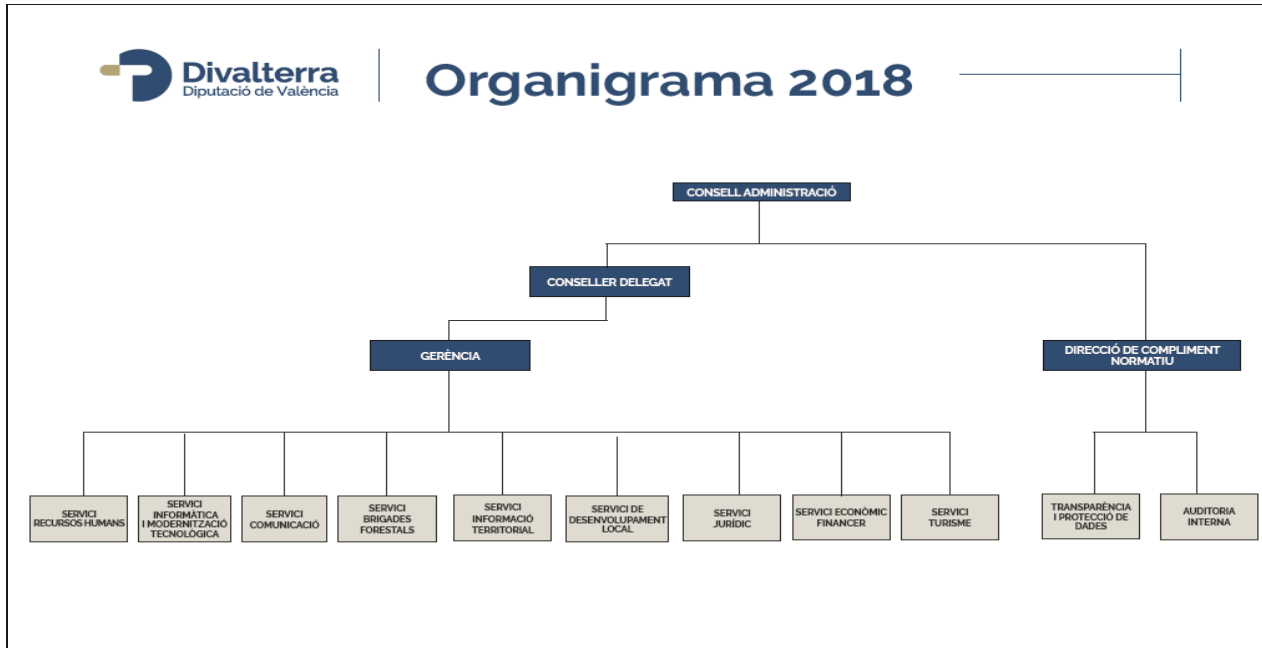 Divalterra
Diputació de València
Organigrama 2018
CONSELL ADMINISTRACIÓ
CONSELLER DELEGAT
GERÈNCIA
DIRECCIÓ DE COMPLIMENT
NORMATIU
SERVICI
RECURSOS HUMANS
SERVICI
INFORMÀTICA
I MODERNITZACIÓ
TECNOLÒGICA
SERVICI
COMUNICACIÓ
SERVICI
BRIGADES
FORESTALS
SERVICI
INFORMACIÓ
TERRITORIAL
SERVICI DE
DESENVOLUPAMENT
LOCAL
SERVICI
JURÍDIC
SERVICI ECONÒMIC
FINANCER
SERVICI
TURISME
TRANSPARÈNCIA
I PROTECCIÓ DE
DADES
AUDITORIA
INTERNA